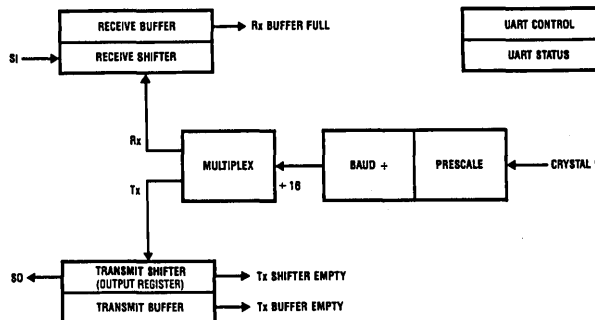 RECEIVE BUFFER
Rx BUFFER FULL
UART CONTROL
SI
RECEIVE SHIFTER
UART STATUS
Rx
MULTIPLEX
BAUD ÷
PRESCALE
CRYSTAL
÷ 16
Tx
SO
TRANSMIT SHIFTER
(OUTPUT REGISTER)
Tx SHIFTER EMPTY
TRANSMIT BUFFER
Tx BUFFER EMPTY